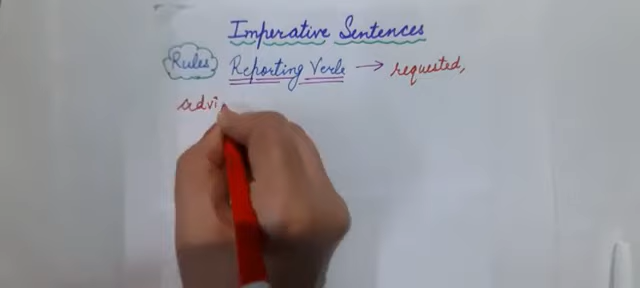 Imperative Sentences
Rules Reporting Verb → requested,
advi